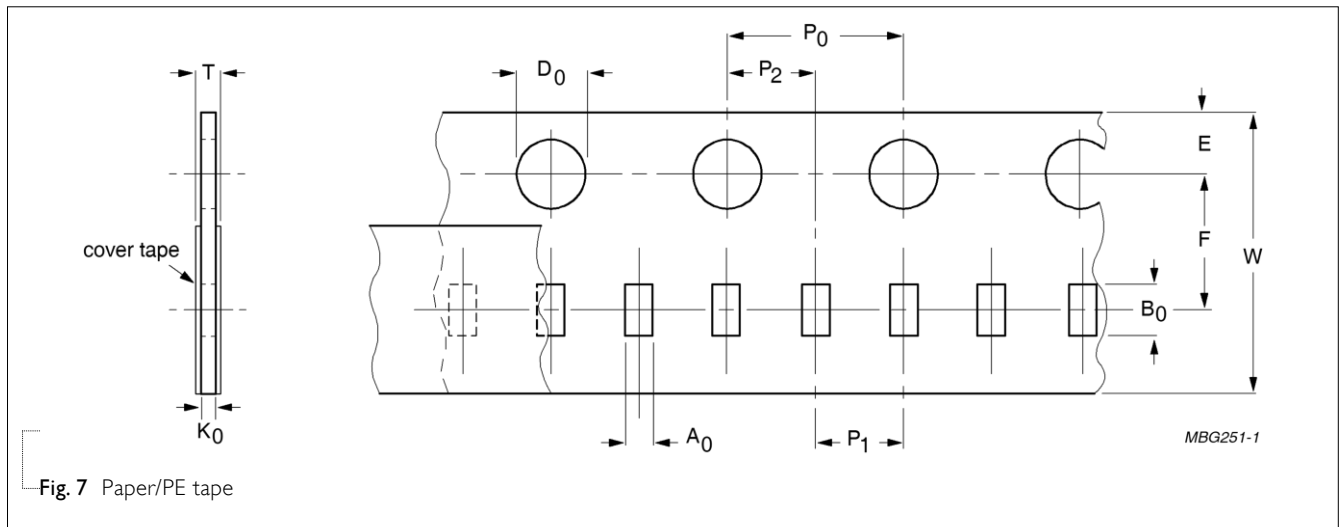 P0
T
D0
P2
E
F
W
cover tape
B0
K0
A0
P1
MBG251-1
Fig. 7 Paper/PE tape